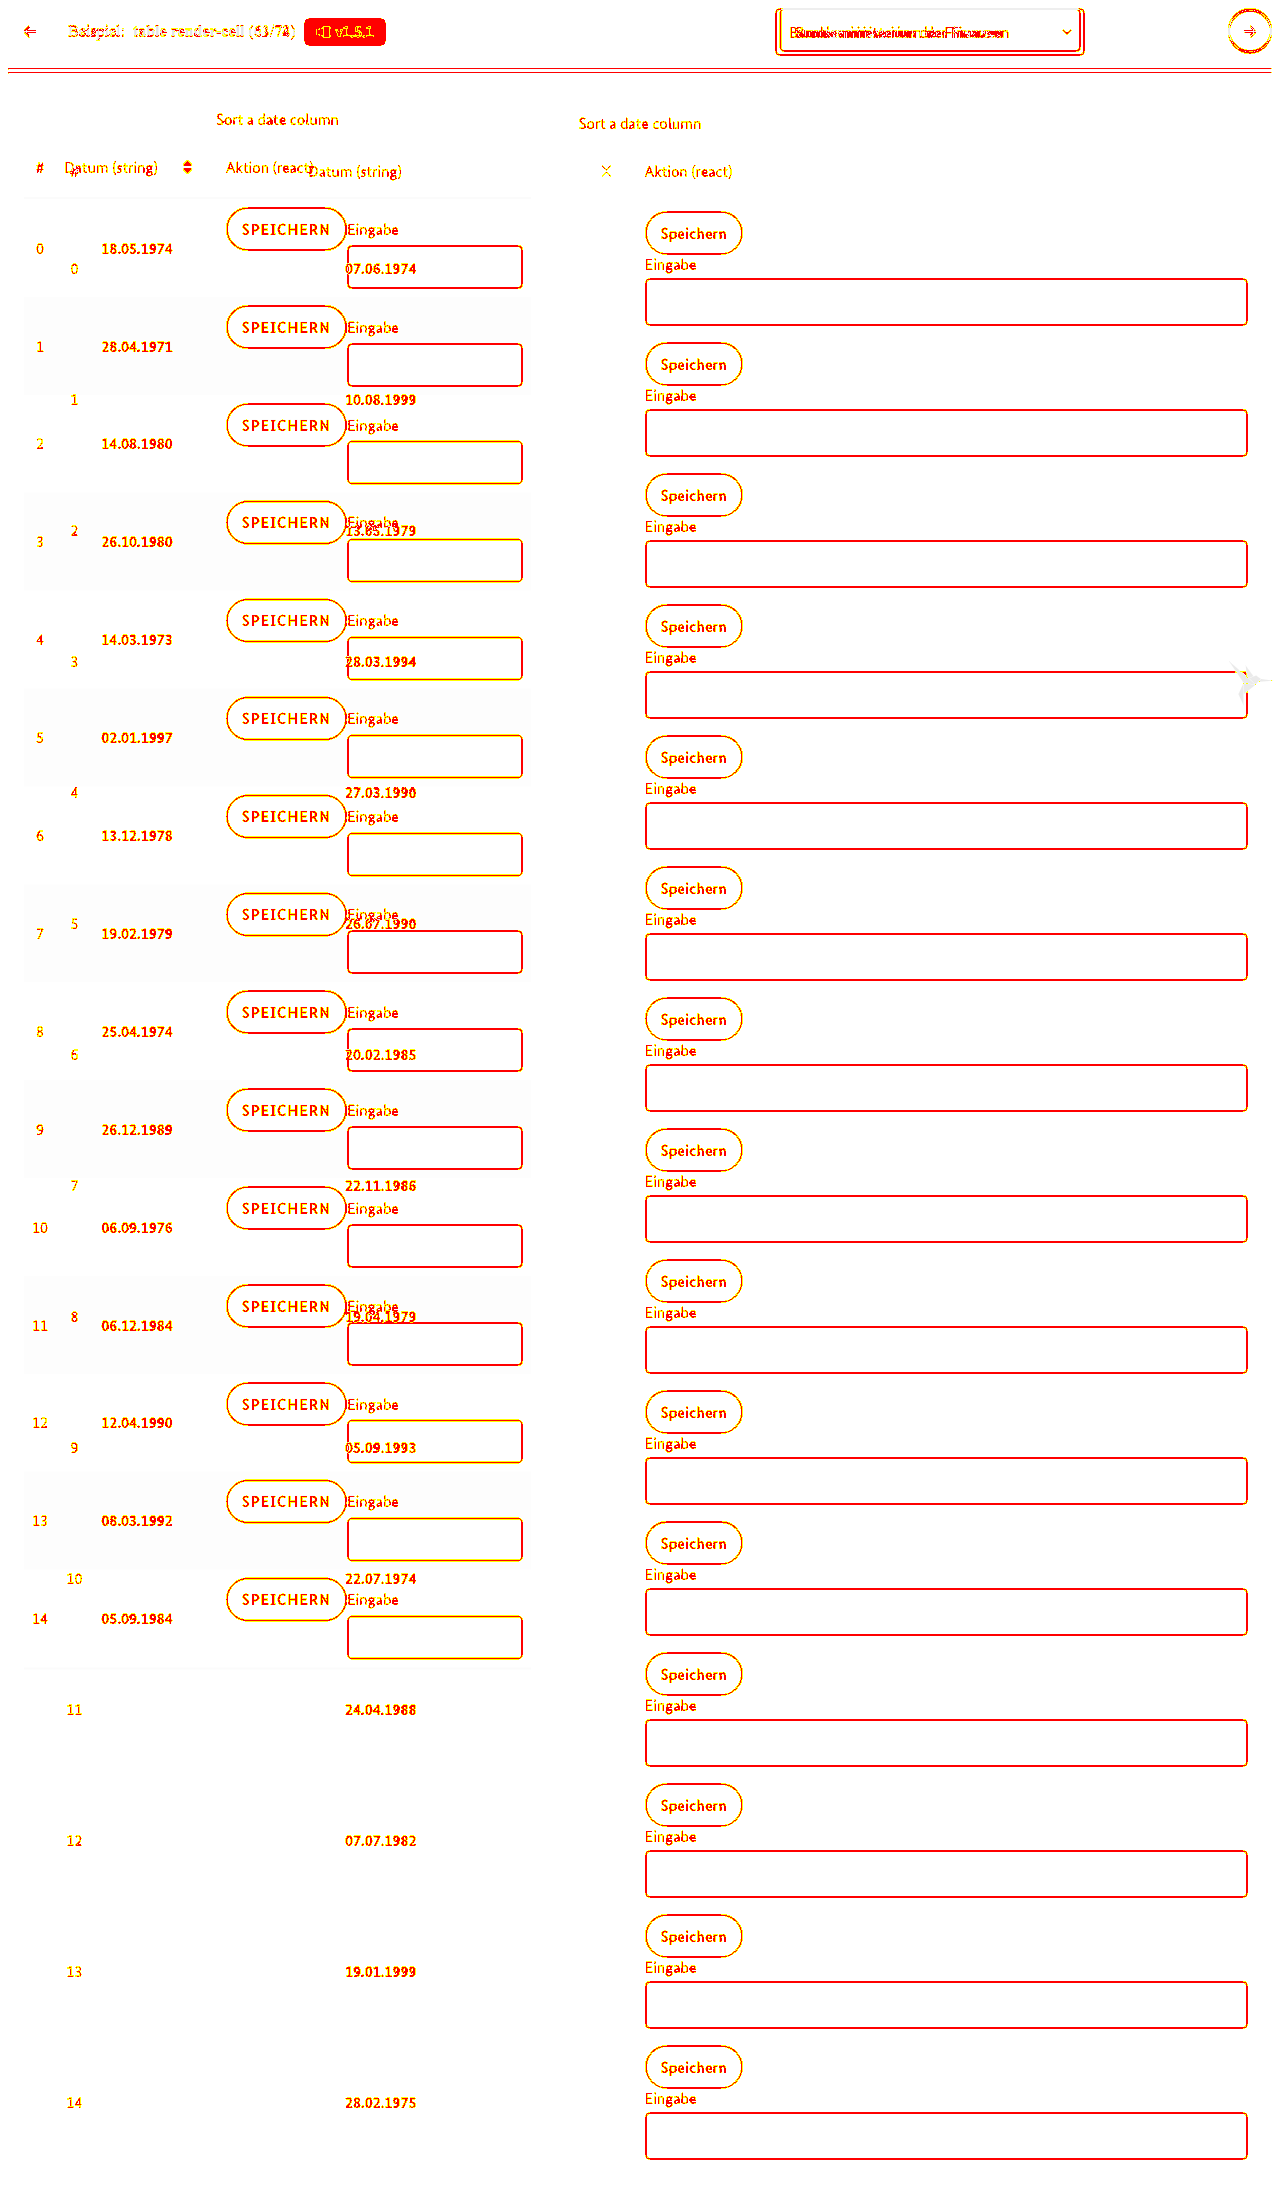 Beispiel: table render-cell (63/74) v1.5.1
Sort a date column
Sort a date column
# Datum (string) Aktion (react)
# Datum (string) Aktion (react)
SPEICHERN Eingabe Speichern
0 18.05.1974
Eingabe
0 07.06.1974
SPEICHERN Eingabe
1 28.04.1971
Speichern
Eingabe
1 10.08.1999
SPEICHERN Eingabe
2 14.08.1980
Speichern
SPEICHERN Eingabe
Eingabe
2 13.05.1979
3 26.10.1980
SPEICHERN Eingabe Speichern
4 14.03.1973
Eingabe
3 28.03.1994
SPEICHERN Eingabe
5 02.01.1997
Speichern
Eingabe
4 27.03.1990
SPEICHERN Eingabe
6 13.12.1978
Speichern
SPEICHERN Eingabe
Eingabe
5 26.07.1990
7 19.02.1979
SPEICHERN Eingabe Speichern
8 25.04.1974
Eingabe
6 20.02.1985
SPEICHERN Eingabe
9 26.12.1989
Speichern
Eingabe
7 22.11.1986
SPEICHERN Eingabe
10 06.09.1976
Speichern
SPEICHERN Eingabe
Eingabe
8 19.04.1979
11 06.12.1984
SPEICHERN Eingabe Speichern
12 12.04.1990
Eingabe
9 05.09.1993
SPEICHERN Eingabe
13 08.03.1992
Speichern
Eingabe
10 22.07.1974
SPEICHERN Eingabe
14 05.09.1984
Speichern
Eingabe
11 24.04.1988
Speichern
Eingabe
12 07.07.1982
Speichern
Eingabe
13 19.01.1999
Speichern
Eingabe
14 28.02.1975